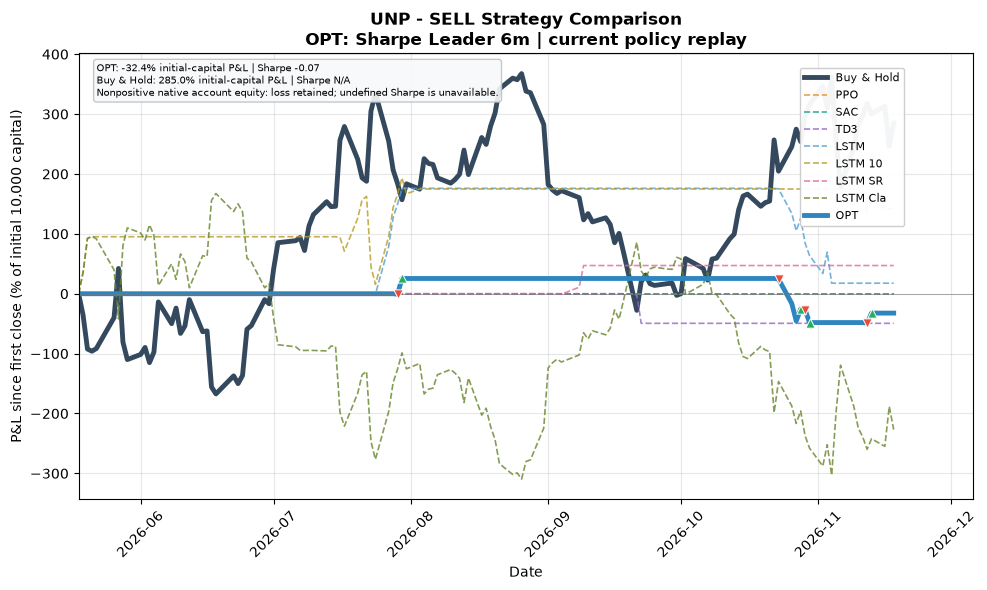 UNP - SELL Strategy Comparison
OPT: Sharpe Leader 6m | current policy replay
OPT: -32.4% initial-capital P&L | Sharpe -0.07
Buy & Hold: 285.0% initial-capital P&L | Sharpe N/A
Nonpositive native account equity: loss retained; undefined Sharpe is unavailable.
Buy & Hold
PPO
SAC
TD3
LSTM
LSTM 10
LSTM SR
LSTM Cla
OPT
P&L since first close (% of initial 10,000 capital)
400
300
200
100
0
−100
−200
−300
2026-06
2026-07
2026-08
2026-09
2026-10
2026-11
2026-12
Date